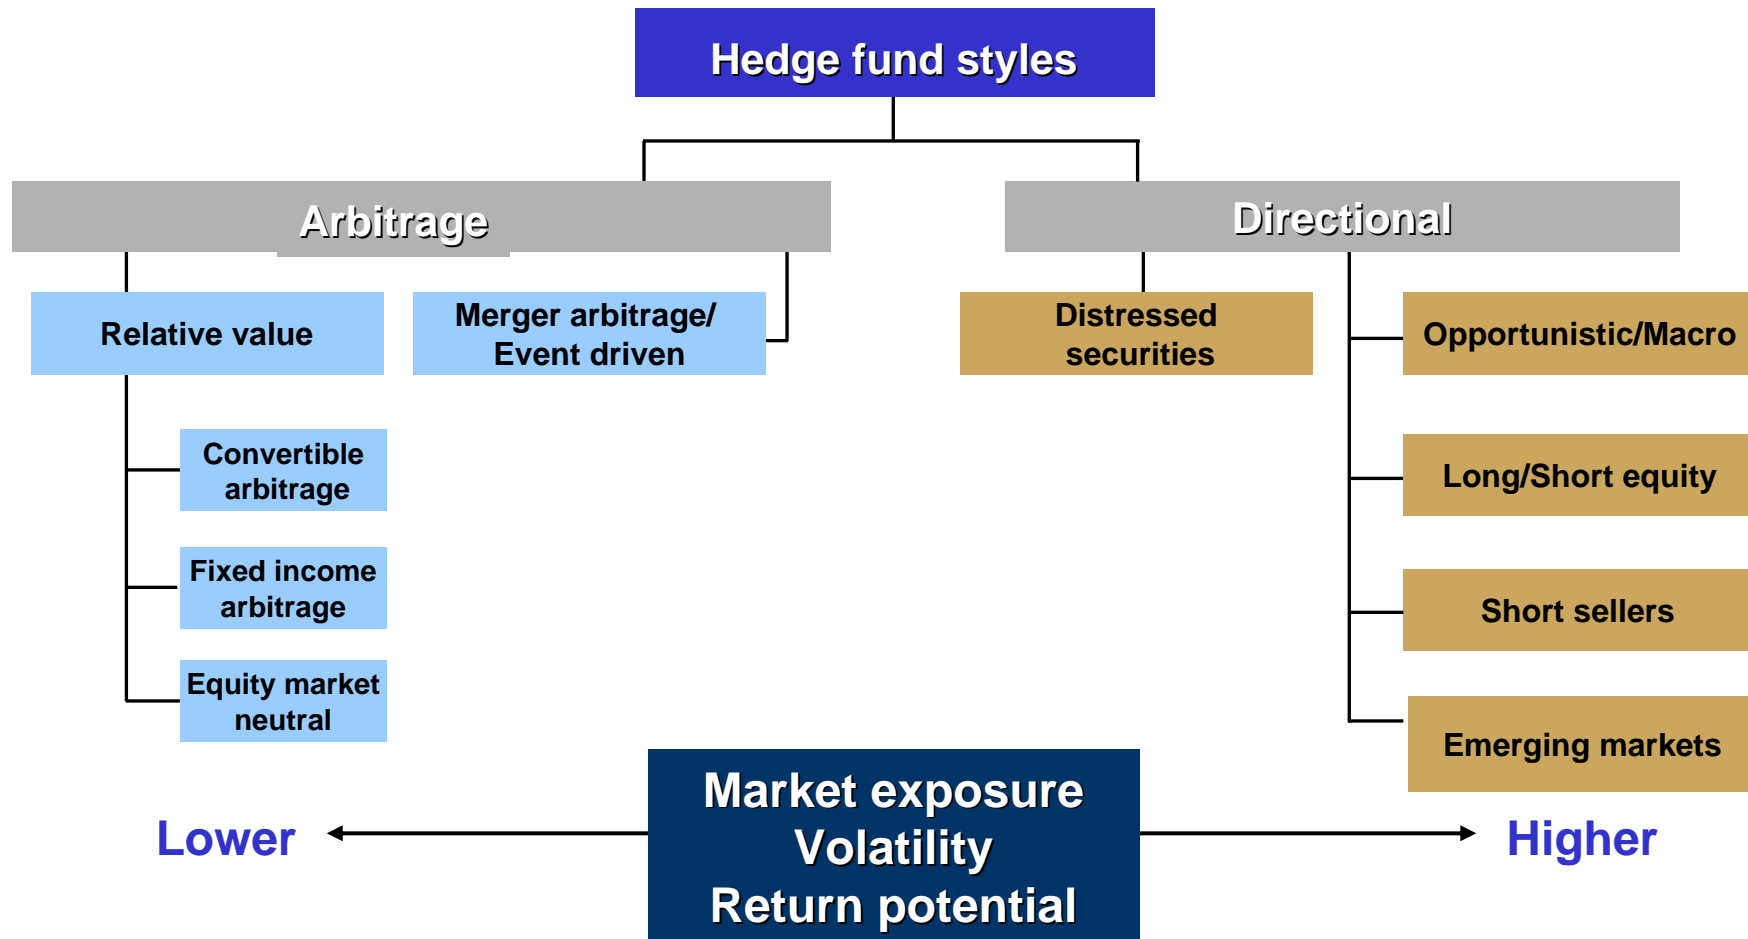 Hedge fund styles
Arbitrage
Directional
Relative value
Merger arbitrage/
Event driven
Distressed
securities
Opportunistic/Macro
Convertible
arbitrage
Long/Short equity
Fixed income
arbitrage
Short sellers
Equity market
neutral
Emerging markets
Lower
Market exposure
Volatility
Return potential
Higher